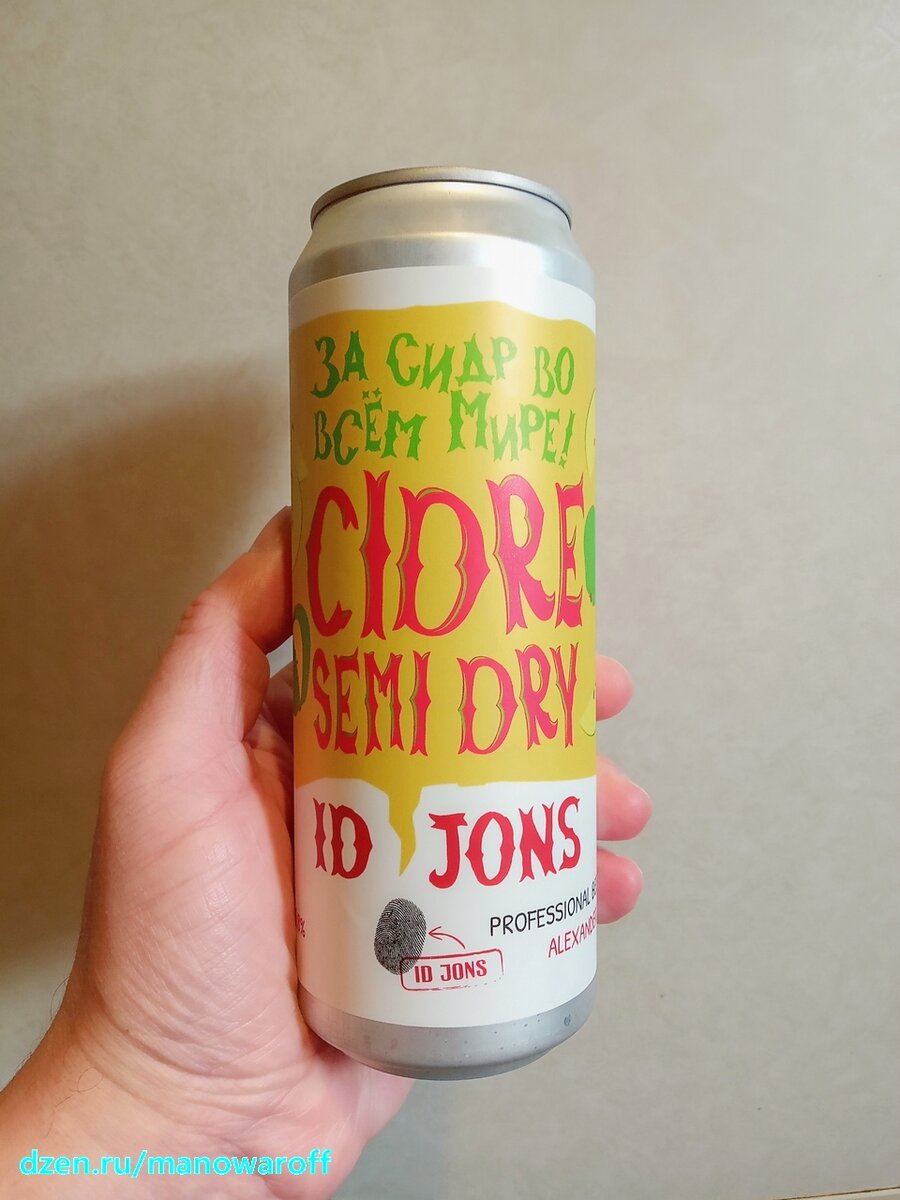 ЗА СИДР ВО
ВСЁМ МИРЕ!
CIDRE
SEMI DRY
ID JONS
PROFESSIONAL
ID JONS
dzen.ru/manowaroff